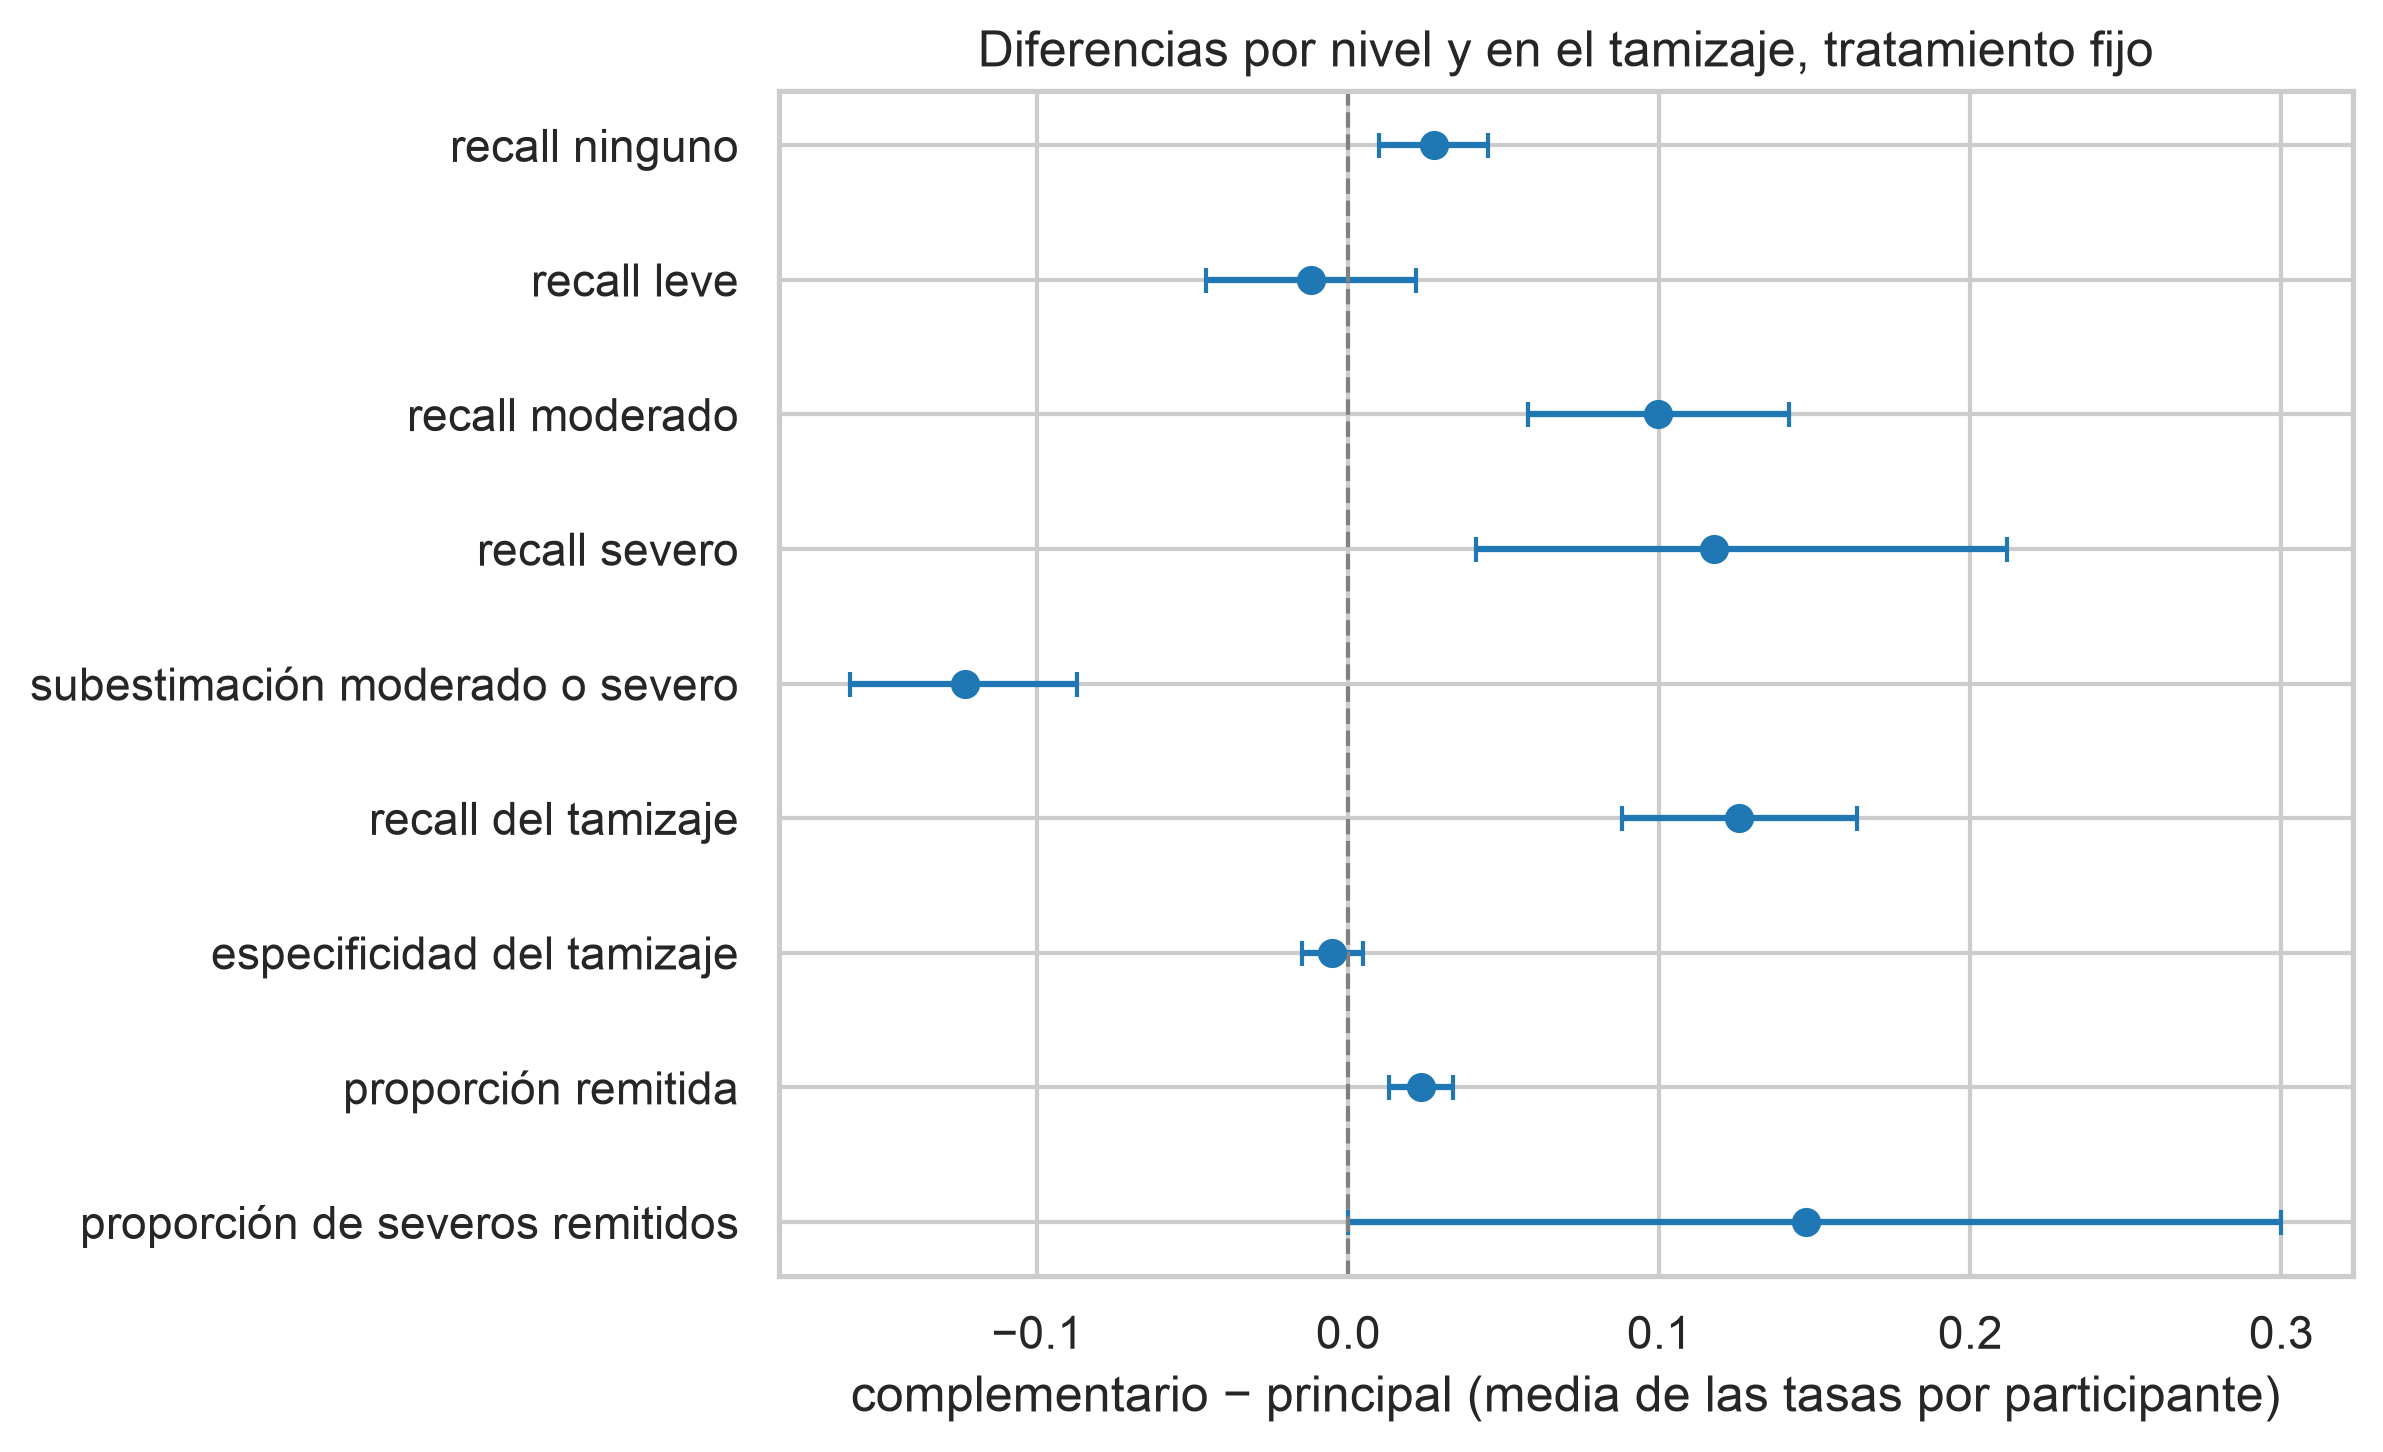 Diferencias por nivel y en el tamizaje, tratamiento fijo
recall ninguno
recall leve
recall moderado
recall severo
subestimación moderado o severo
recall del tamizaje
especificidad del tamizaje
proporción remitida
proporción de severos remitidos
−0.1 0.0 0.1 0.2 0.3
complementario − principal (media de las tasas por participante)